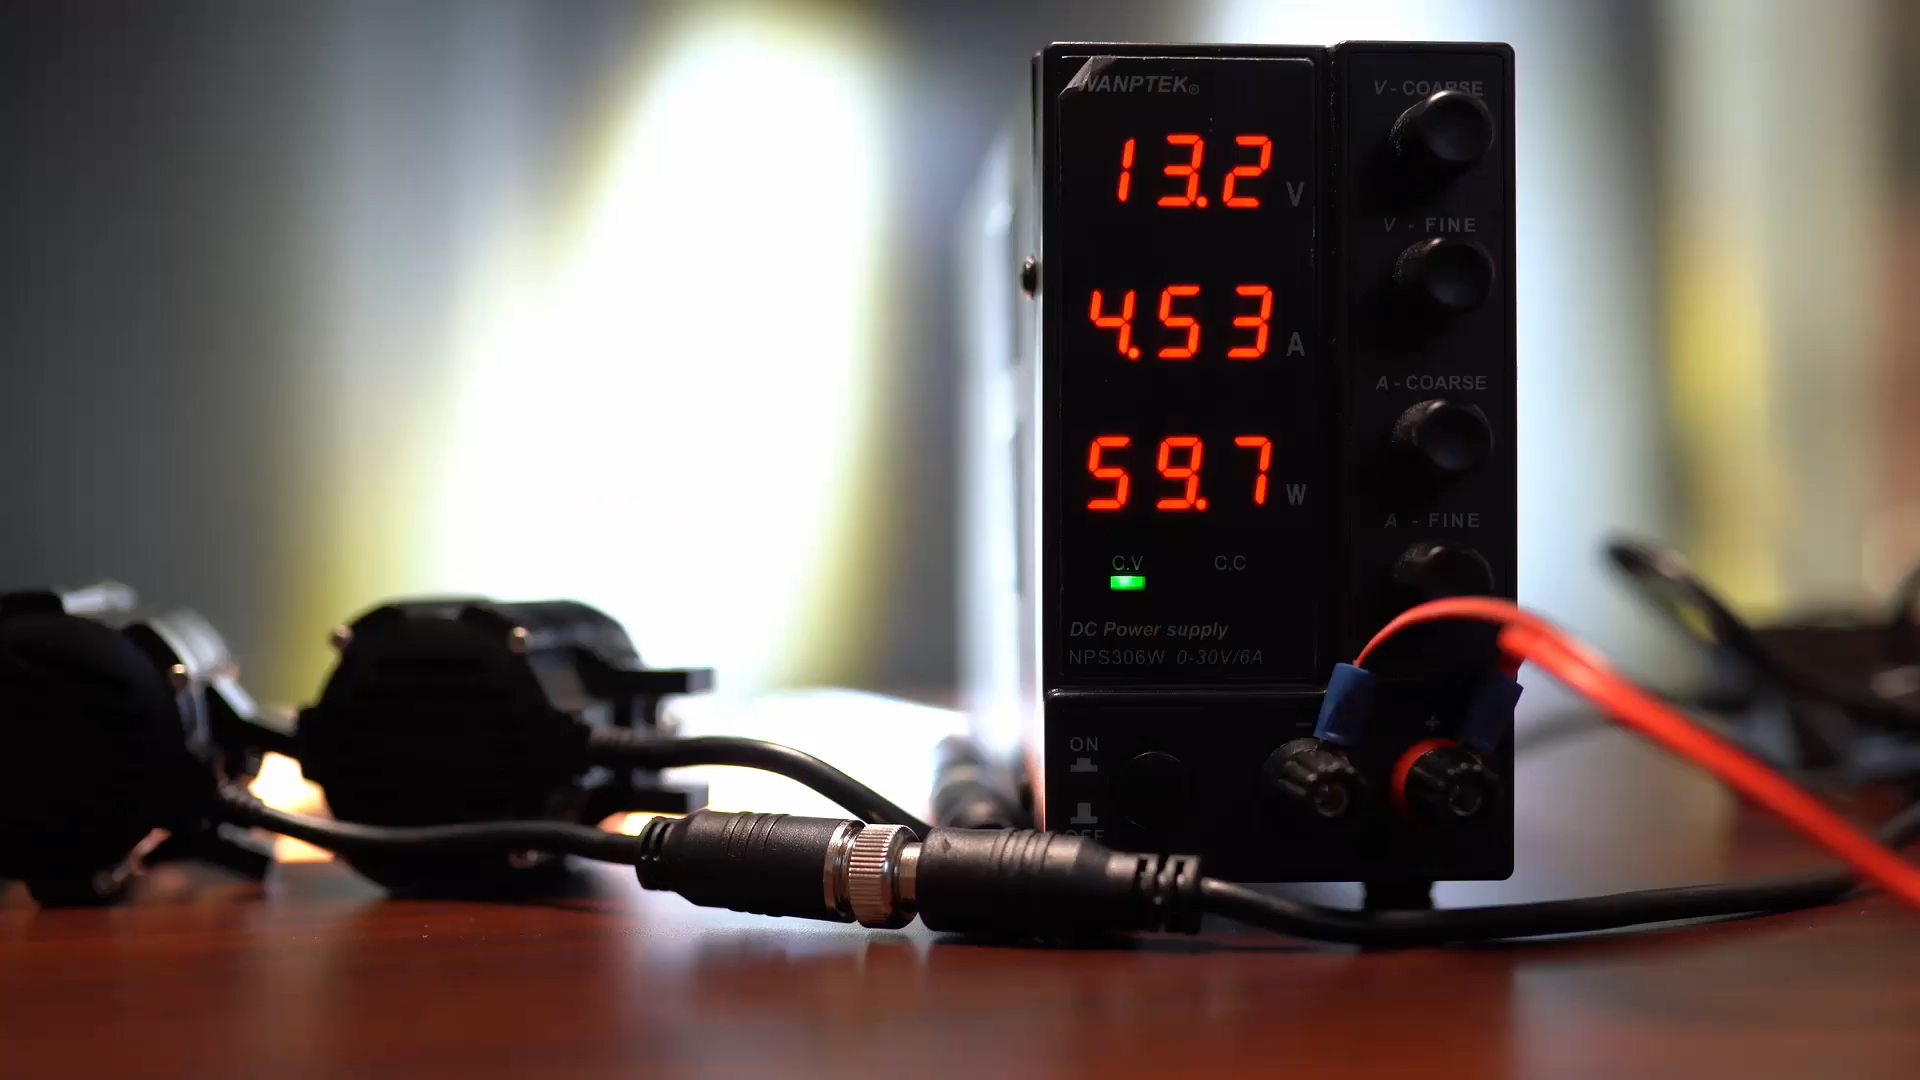 WANPTEK®
13.2 V
4.53 A
59.7 W
C.V C.C
DC Power supply
NPS306W 0-30V/6A
V - COARSE
V - FINE
A - COARSE
A - FINE
ON
OFF
- +